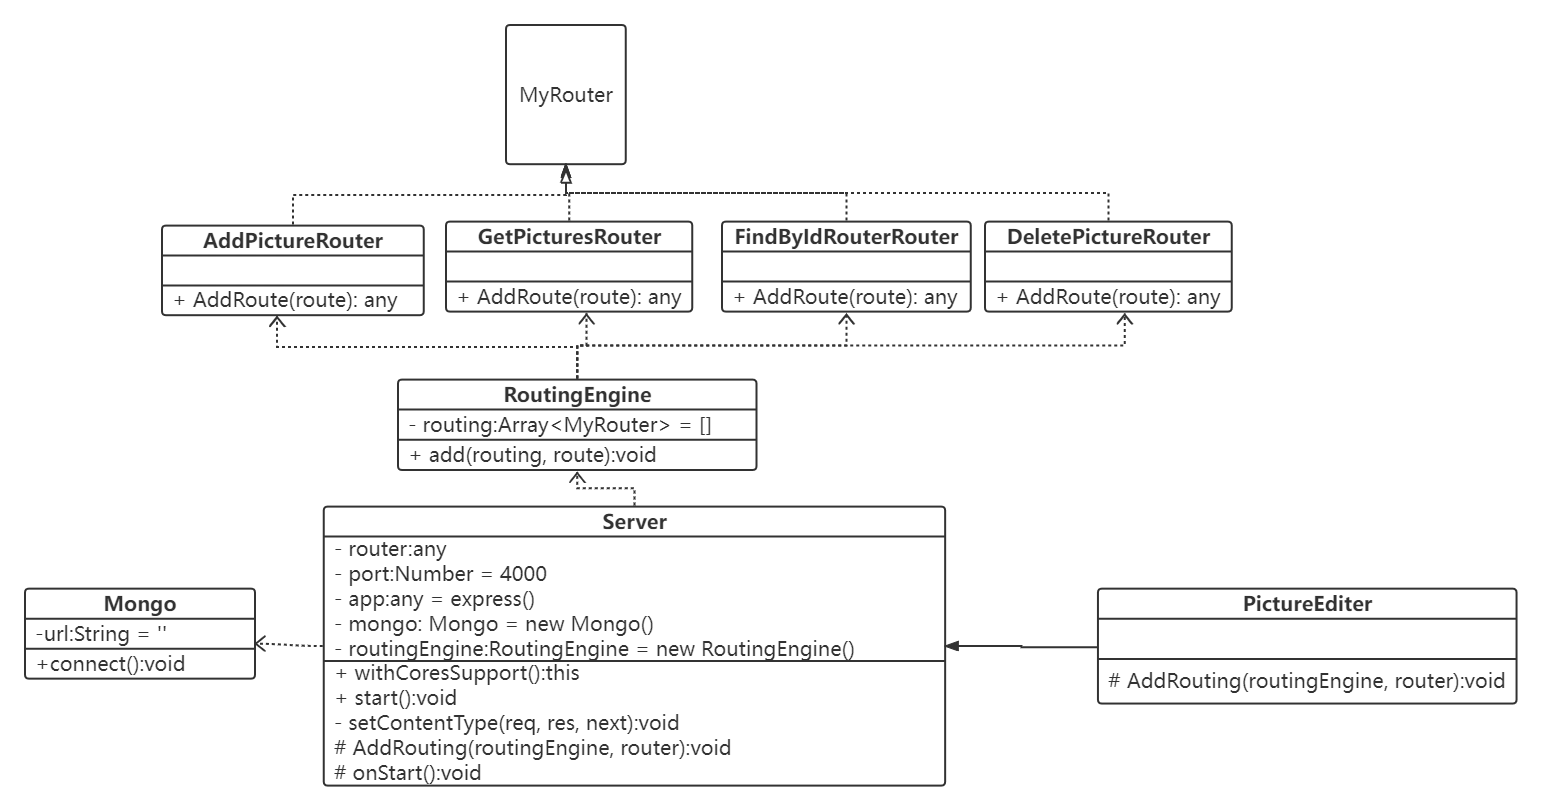 MyRouter
AddPictureRouter
+ AddRoute(route): any
GetPicturesRouter
+ AddRoute(route): any
FindByIdRouterRouter
+ AddRoute(route): any
DeletePictureRouter
+ AddRoute(route): any
RoutingEngine
- routing:Array<MyRouter> = []
+ add(routing, route):void
Server
- router:any
- port:Number = 4000
- app:any = express()
- mongo: Mongo = new Mongo()
- routingEngine:RoutingEngine = new RoutingEngine()
+ withCoresSupport():this
+ start():void
- setContentType(req, res, next):void
# AddRouting(routingEngine, router):void
# onStart():void
Mongo
-url:String = ''
+connect():void
PictureEditer
# AddRouting(routingEngine, router):void